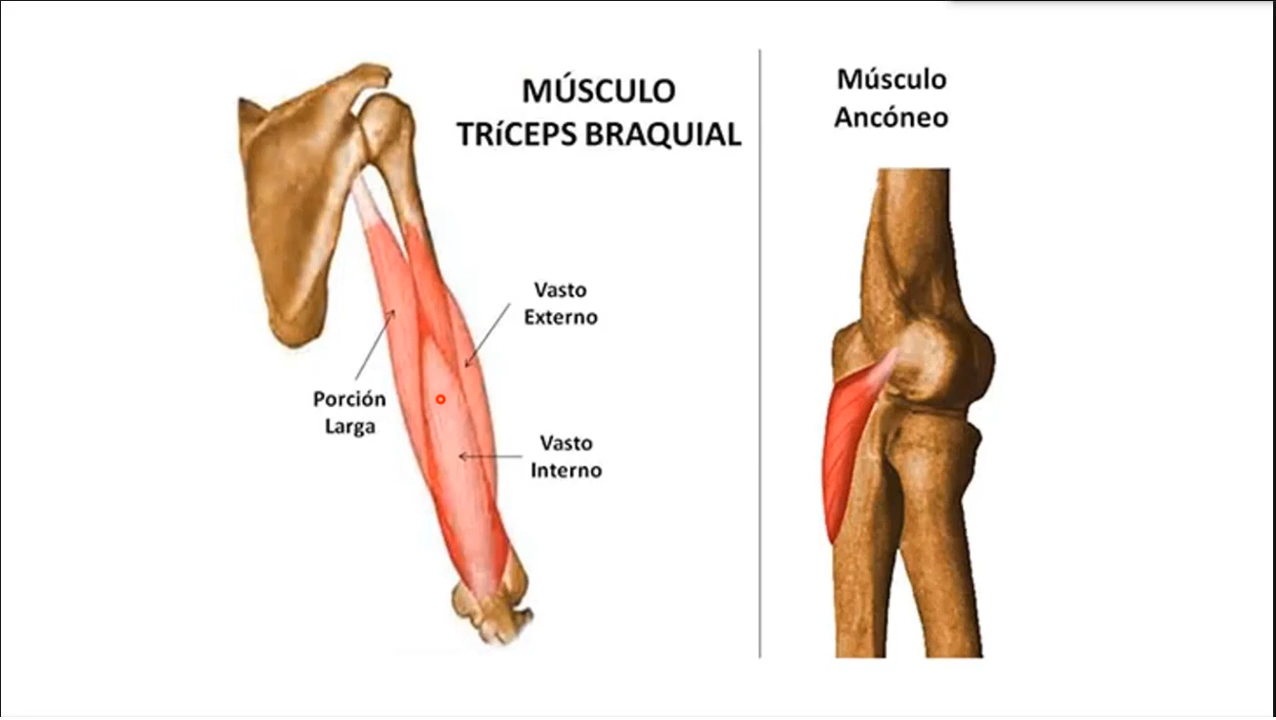 MÚSCULO
TRíCEPS BRAQUIAL
Vasto
Externo
Porción
Larga
Vasto
Interno
Músculo
Ancóneo